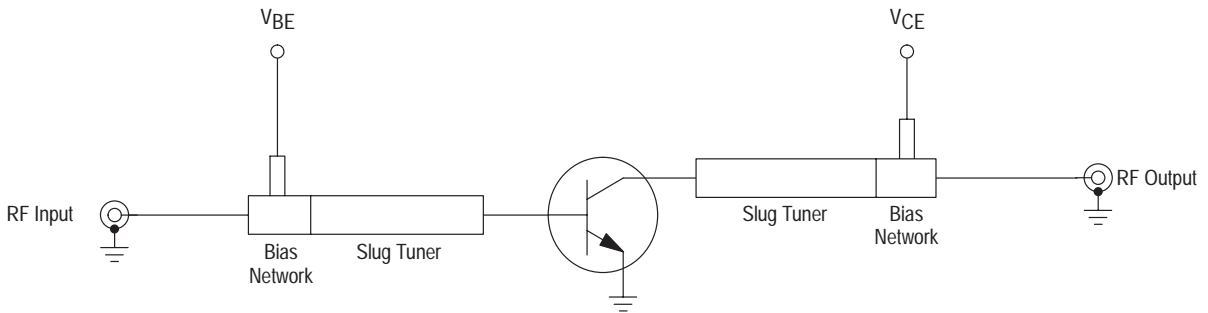 VBE
VCE
RF Input
Bias
Network
Slug Tuner
Slug Tuner
Bias
Network
RF Output